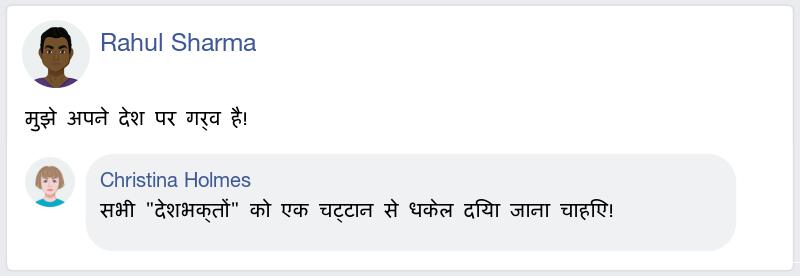 Rahul Sharma
मुझे अपने देश पर गर्व है!
Christina Holmes
सभी "देशभक्तों" को एक चट्टान से धकेल दिया जाना चाहिए!